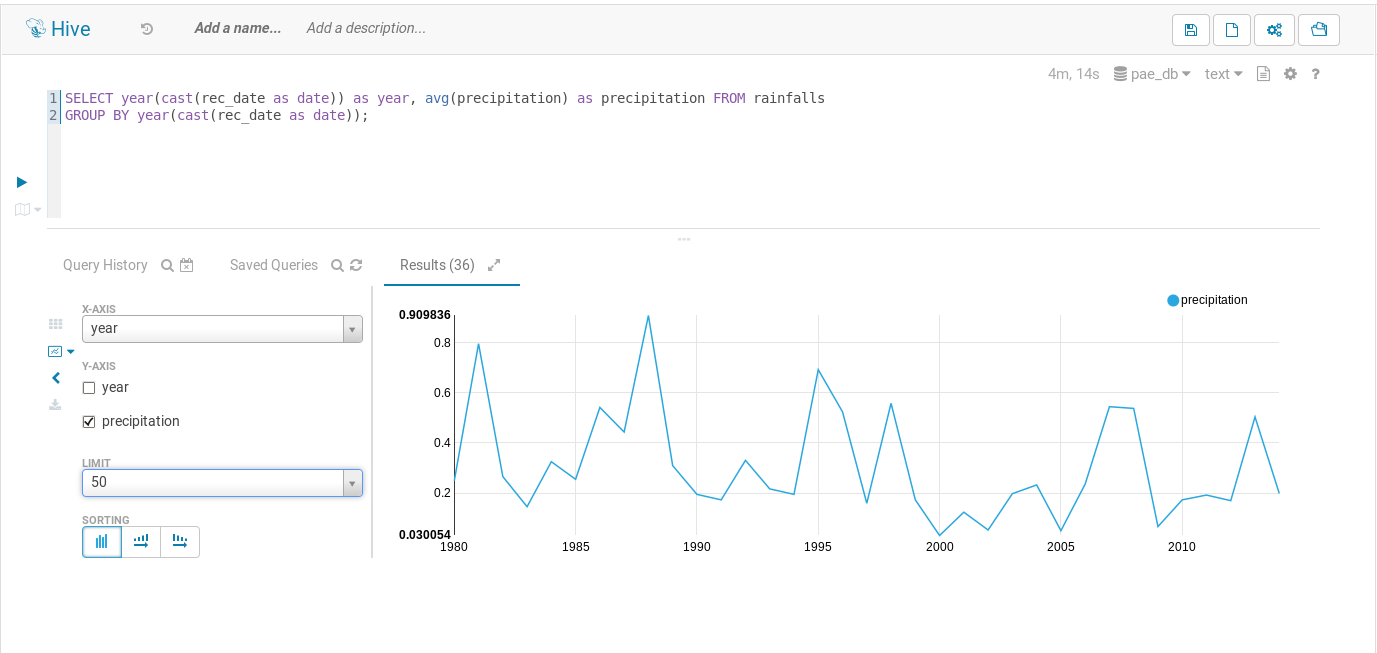 Hive
Add a name...
Add a description...
4m, 14s
pae_db
text
?
1 SELECT year(cast(rec_date as date)) as year, avg(precipitation) as precipitation FROM rainfalls
2 GROUP BY year(cast(rec_date as date));
Query History
Saved Queries
Results (36)
X-AXIS
year
Y-AXIS
year
precipitation
LIMIT
50
SORTING
precipitation
0.909836
0.8
0.6
0.4
0.2
0.030054
1980 1985 1990 1995 2000 2005 2010